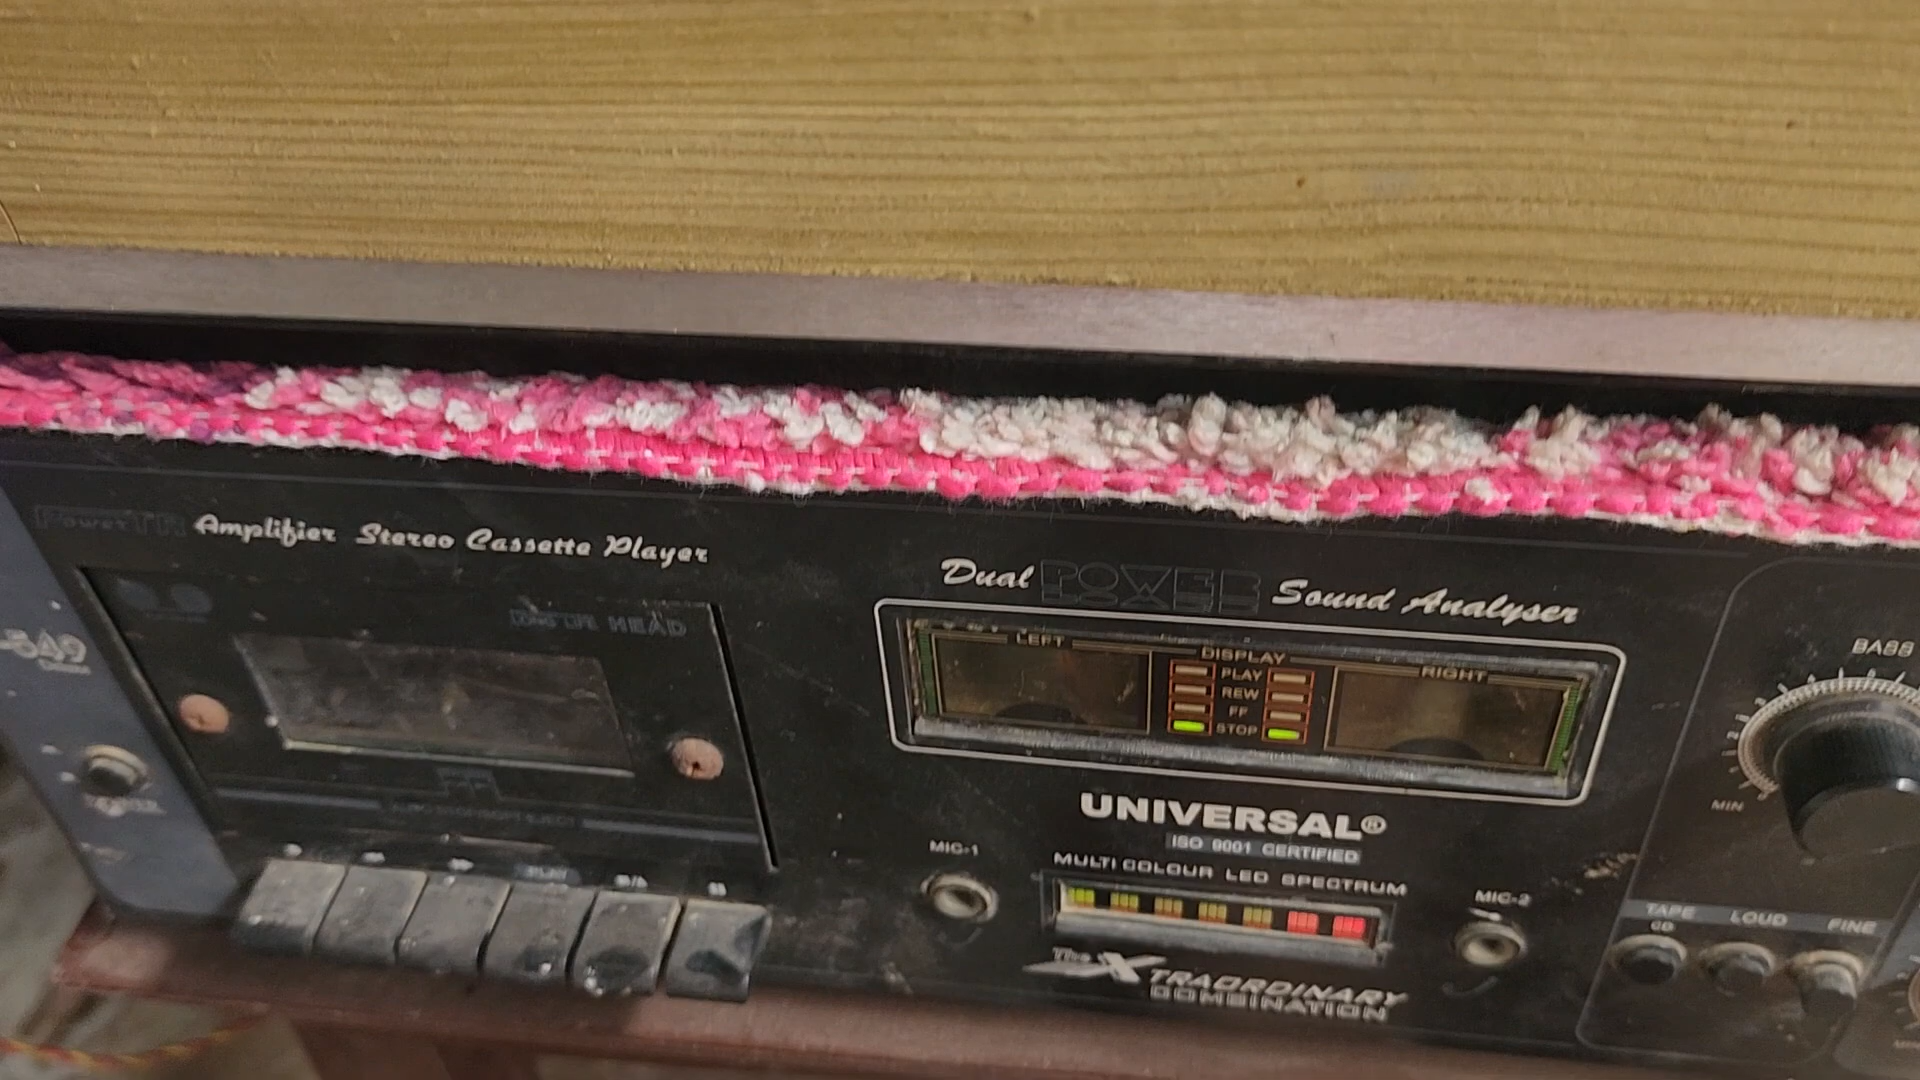 Amplifier Stereo Cassette Player
LONG LIFE HEAD
-549
Dual POWER Sound Analyser
LEFT
DISPLAY
RIGHT
PLAY
REW
FF
STOP
UNIVERSAL®
ISO 9001 CERTIFIED
MULTI COLOUR LED SPECTRUM
MIC-1
MIC-2
The XTRAORDINARY
COMBINATION
BASS
MIN
TAPE
CD
LOUD
FINE